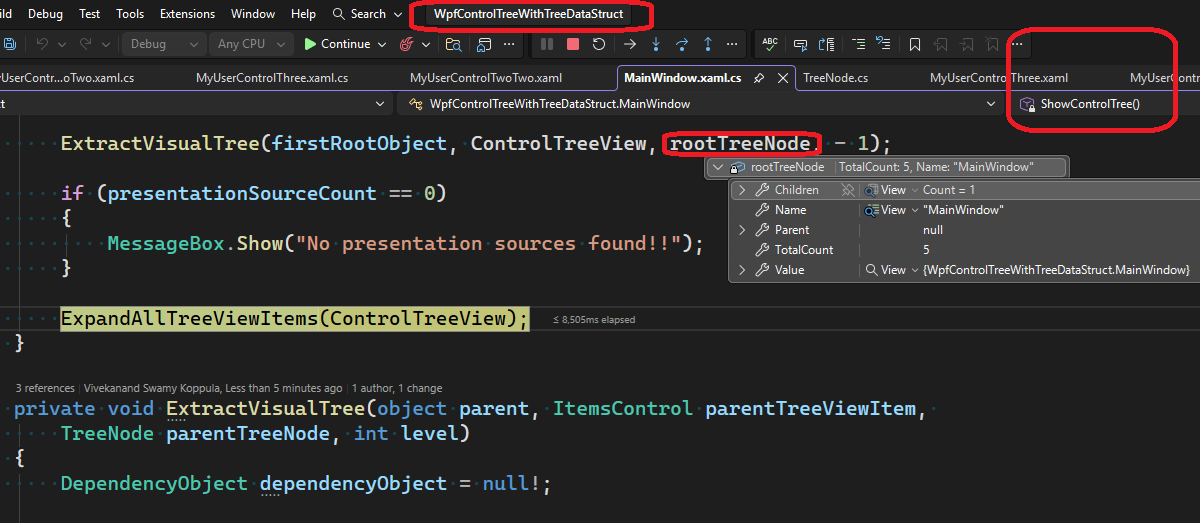 ild Debug Test Tools Extensions Window Help Search WpfControlTreeWithTreeDataStruct
Debug Any CPU Continue ABC
yUserContr...oTwo.xaml.cs MyUserControlThree.xaml.cs MyUserControlTwoTwo.xaml MainWindow.xaml.cs TreeNode.cs MyUserControlThree.xaml MyUserContr
ct WpfControlTreeWithTreeDataStruct.MainWindow ShowControlTree()
ExtractVisualTree(firstRootObject, ControlTreeView, rootTreeNode, - 1);
rootTreeNode TotalCount: 5, Name: "MainWindow"
Children View Count = 1
if (presentationSourceCount == 0)
Name View "MainWindow"
{
Parent null
MessageBox.Show("No presentation sources found!!");
TotalCount 5
}
Value View {WpfControlTreeWithTreeDataStruct.MainWindow}
ExpandAllTreeViewItems(ControlTreeView); ≤ 8,505ms elapsed
}
3 references | Vivekanand Swamy Koppula, Less than 5 minutes ago | 1 author, 1 change
private void ExtractVisualTree(object parent, ItemsControl parentTreeViewItem,
TreeNode parentTreeNode, int level)
{
DependencyObject dependencyObject = null!;